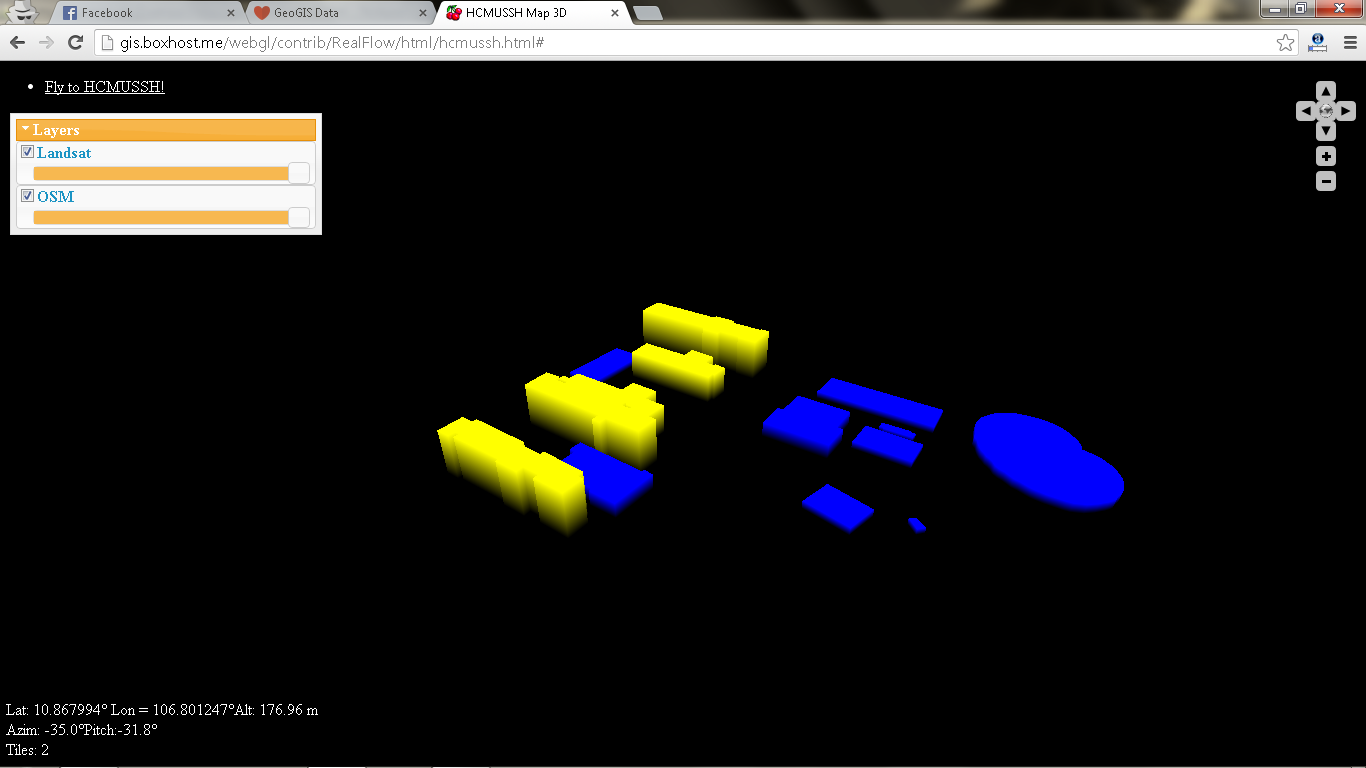 Facebook
GeoGIS Data
HCMUSSH Map 3D
gis.boxhost.me/webgl/contrib/RealFlow/html/hcmussh.html#
Fly to HCMUSSH!
Layers
Landsat
OSM
Lat: 10.867994° Lon = 106.801247°Alt: 176.96 m
Azim: -35.0°Pitch:-31.8°
Tiles: 2